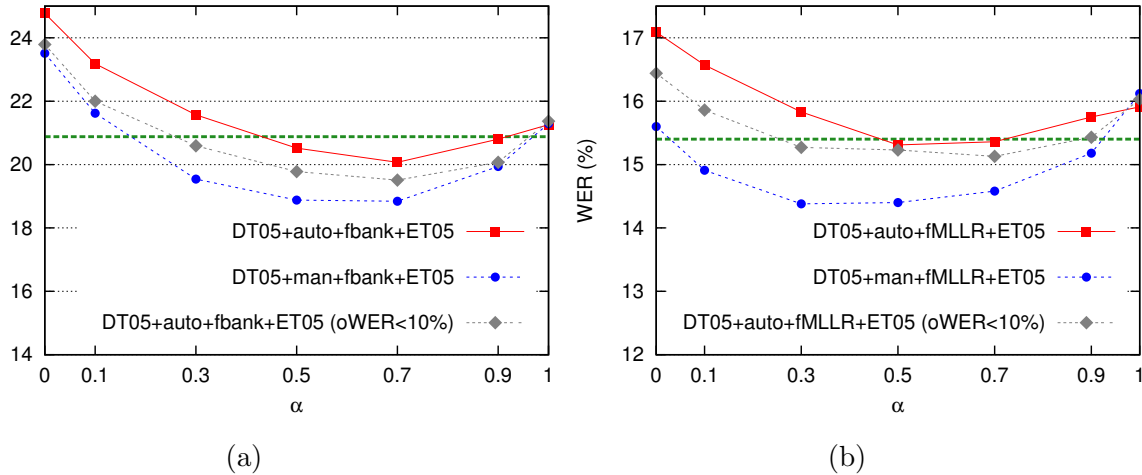 24
22
20
18
16
14
0
0.1
0.3
0.5
0.7
0.9
1
α
DT05+auto+fbank+ET05
DT05+man+fbank+ET05
DT05+auto+fbank+ET05 (oWER<10%)
(a)
WER (%)
17
16
15
14
13
12
0
0.1
0.3
0.5
0.7
0.9
1
α
DT05+auto+fMLLR+ET05
DT05+man+fMLLR+ET05
DT05+auto+fMLLR+ET05 (oWER<10%)
(b)